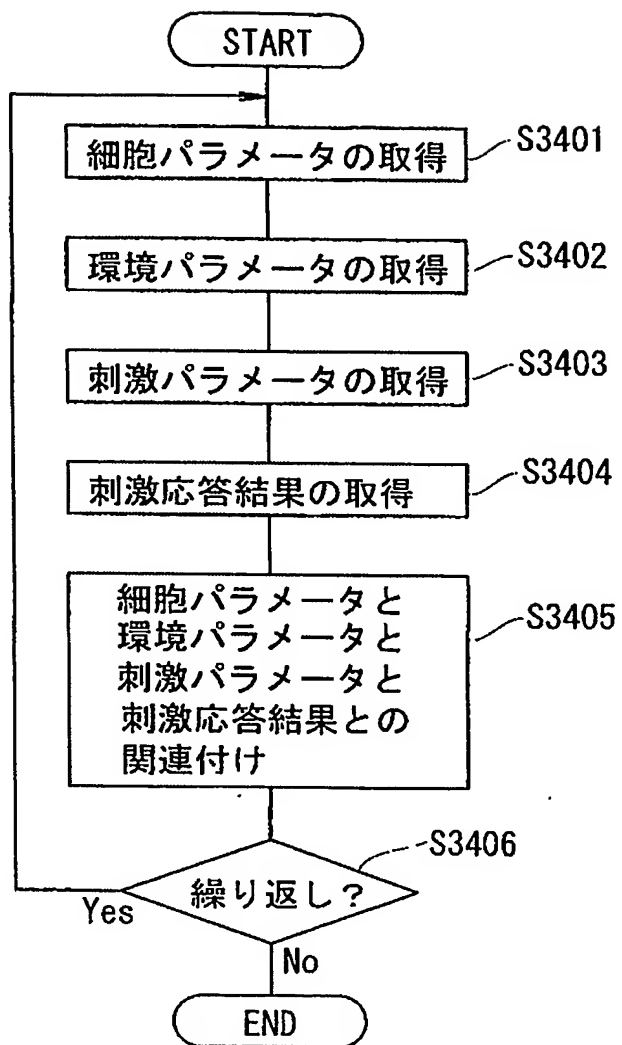 START
細胞パラメータの取得
S3401
環境パラメータの取得
S3402
刺激パラメータの取得
S3403
刺激応答結果の取得
S3404
細胞パラメータと
環境パラメータと
刺激パラメータと
刺激応答結果との
関連付け
S3405
繰り返し?
S3406
Yes
No
END